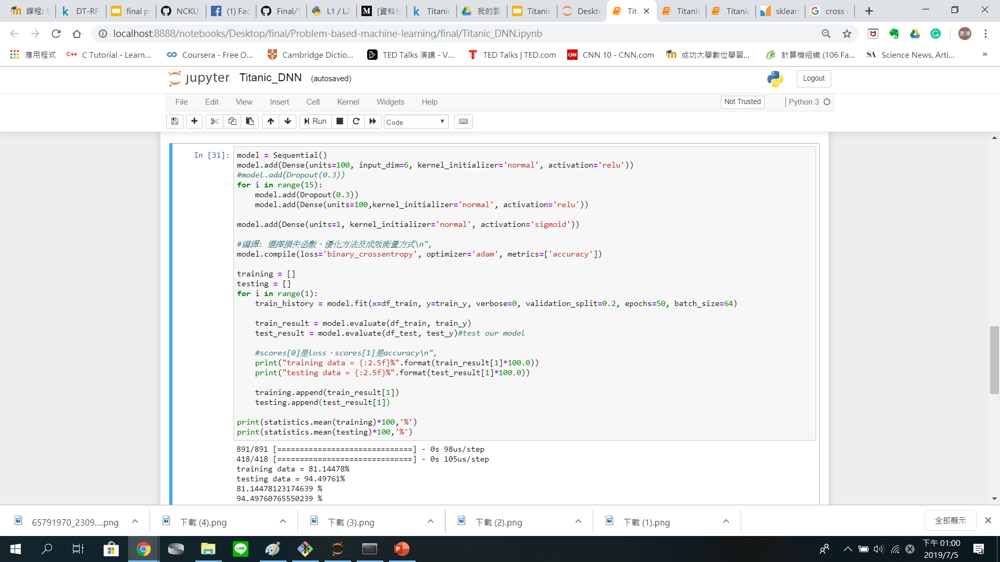 課程: 1
DT-RF
final p
NCKU_
(1) Fac
Final/T
L1 / L2
[資料分
Titanic
我的雲
Titanic
Deskto
Tit
Titanic
Titanic
sklearn
cross v
localhost:8888/notebooks/Desktop/final/Problem-based-machine-learning/final/Titanic_DNN.ipynb
應用程式
C Tutorial - Learn...
Coursera - Free O...
Cambridge Dictio...
TED Talks 演講 - V...
TED Talks | TED.com
CNN 10 - CNN.com
成功大學數位學習...
計算機組織 (106 Fa...
Science News, Arti...
»
jupyter Titanic_DNN (autosaved)
Logout
File Edit View Insert Cell Kernel Widgets Help
Not Trusted
Python 3
Run
Code
In [31]:
model = Sequential()
model.add(Dense(units=100, input_dim=6, kernel_initializer='normal', activation='relu'))
#model.add(Dropout(0.3))
for i in range(15):
    model.add(Dropout(0.3))
    model.add(Dense(units=100,kernel_initializer='normal', activation='relu'))
model.add(Dense(units=1, kernel_initializer='normal', activation='sigmoid'))
#編譯: 選擇損失函數、優化方法及成效衡量方式\n",
model.compile(loss='binary_crossentropy', optimizer='adam', metrics=['accuracy'])
training = []
testing = []
for i in range(1):
    train_history = model.fit(x=df_train, y=train_y, verbose=0, validation_split=0.2, epochs=50, batch_size=64)
    train_result = model.evaluate(df_train, train_y)
    test_result = model.evaluate(df_test, test_y)#test our model
    #scores[0]是loss、scores[1]是accuracy\n",
    print("training data = {:2.5f}%".format(train_result[1]*100.0))
    print("testing data = {:2.5f}%".format(test_result[1]*100.0))
    training.append(train_result[1])
    testing.append(test_result[1])
print(statistics.mean(training)*100,'%')
print(statistics.mean(testing)*100,'%')
891/891 [==============================] - 0s 98us/step
418/418 [==============================] - 0s 105us/step
training data = 81.14478%
testing data = 94.49761%
81.14478123174639 %
94.49760765550239 %
65791970_2309....png
下載 (4).png
下載 (3).png
下載 (2).png
下載 (1).png
全部顯示
下午 01:00
2019/7/5